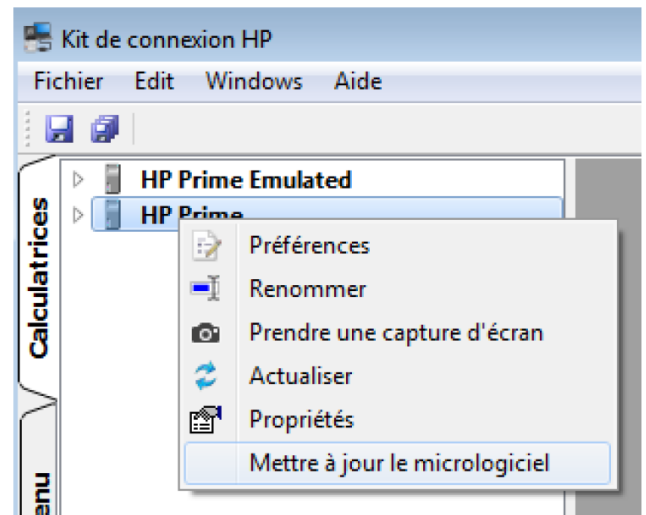 Kit de connexion HP
Fichier Edit Windows Aide
Calculatrices
HP Prime Emulated
HP Prime
Préférences
Renommer
Prendre une capture d'écran
Actualiser
Propriétés
Mettre à jour le micrologiciel
enu